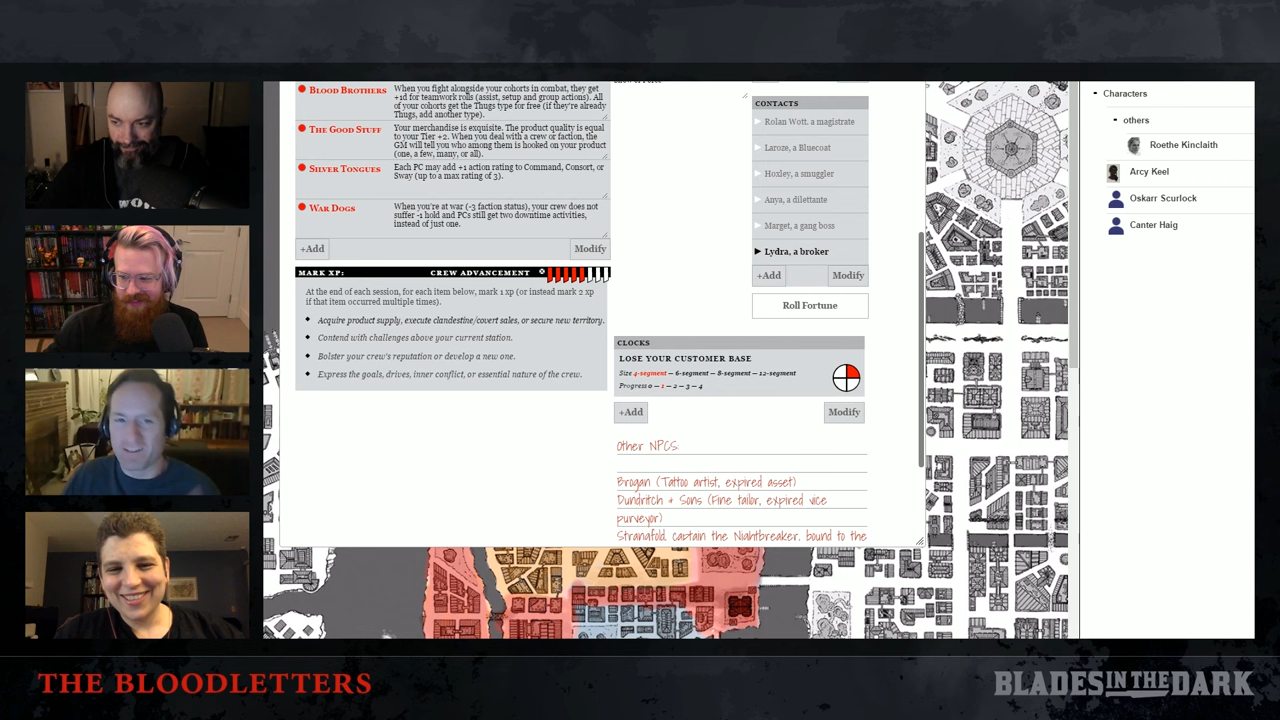 BLOOD BROTHERS
When you fight alongside your cohorts in combat, they get
+1d for teamwork rolls (assist, setup and group actions). All
of your cohorts get the Thugs type for free (if they're already
Thugs, add another type).
THE GOOD STUFF
Your merchandise is exquisite. The product quality is equal
to your Tier +2. When you deal with a crew or faction, the
GM will tell you who among them is hooked on your product
(one, a few, many, or all).
SILVER TONGUES
Each PC may add +1 action rating to Command, Consort, or
Sway (up to a max rating of 3).
WAR DOGS
When you're at war (-3 faction status), your crew does not
suffer -1 hold and PCs still get two downtime activities,
instead of just one.
+Add
Modify
MARK XP:
CREW ADVANCEMENT
At the end of each session, for each item below, mark 1 xp (or instead mark 2 xp
if that item occurred multiple times).
Acquire product supply, execute clandestine/covert sales, or secure new territory.
Contend with challenges above your current station.
Bolster your crew's reputation or develop a new one.
Express the goals, drives, inner conflict, or essential nature of the crew.
CONTACTS
Rolan Wott, a magistrate
Laroze, a Bluecoat
Hoxley, a smuggler
Anya, a dilettante
Marget, a gang boss
Lydra, a broker
+Add
Modify
Roll Fortune
CLOCKS
LOSE YOUR CUSTOMER BASE
Size 4-segment — 6-segment — 8-segment — 12-segment
Progress 0 — 1 — 2 — 3 — 4
+Add
Modify
Other NPCS:
Brogan (Tattoo artist, expired asset)
Dundritch + Sons (Fine tailor, expired vice
purveyor)
Strangfold, captain the Nightbreaker, bound to the
Characters
others
Roethe Kinclaith
Arcy Keel
Oskarr Scurlock
Canter Haig
THE BLOODLETTERS
BLADES IN THE DARK